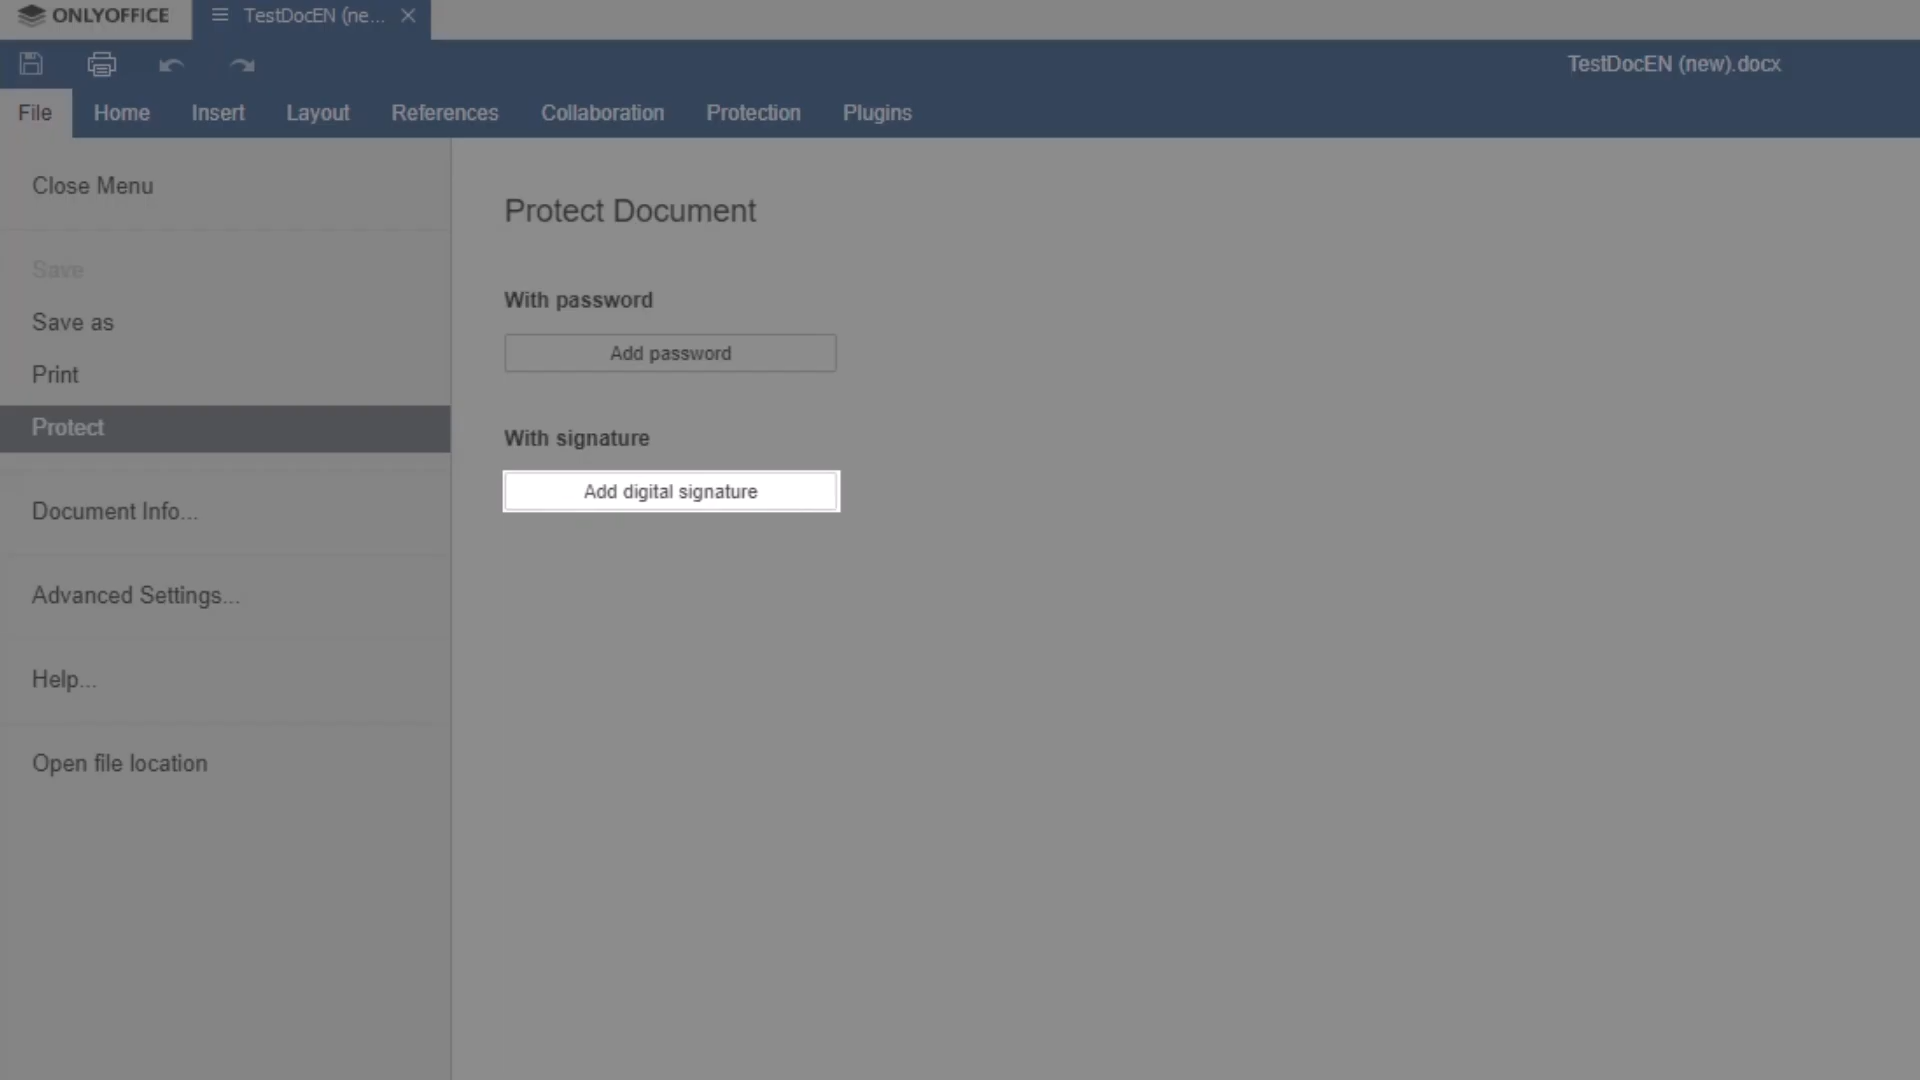 ONLYOFFICE
TestDocEN (ne...
TestDocEN (new).docx
File Home Insert Layout References Collaboration Protection Plugins
Close Menu
Save
Save as
Print
Protect
Document Info...
Advanced Settings...
Help...
Open file location
Protect Document
With password
Add password
With signature
Add digital signature